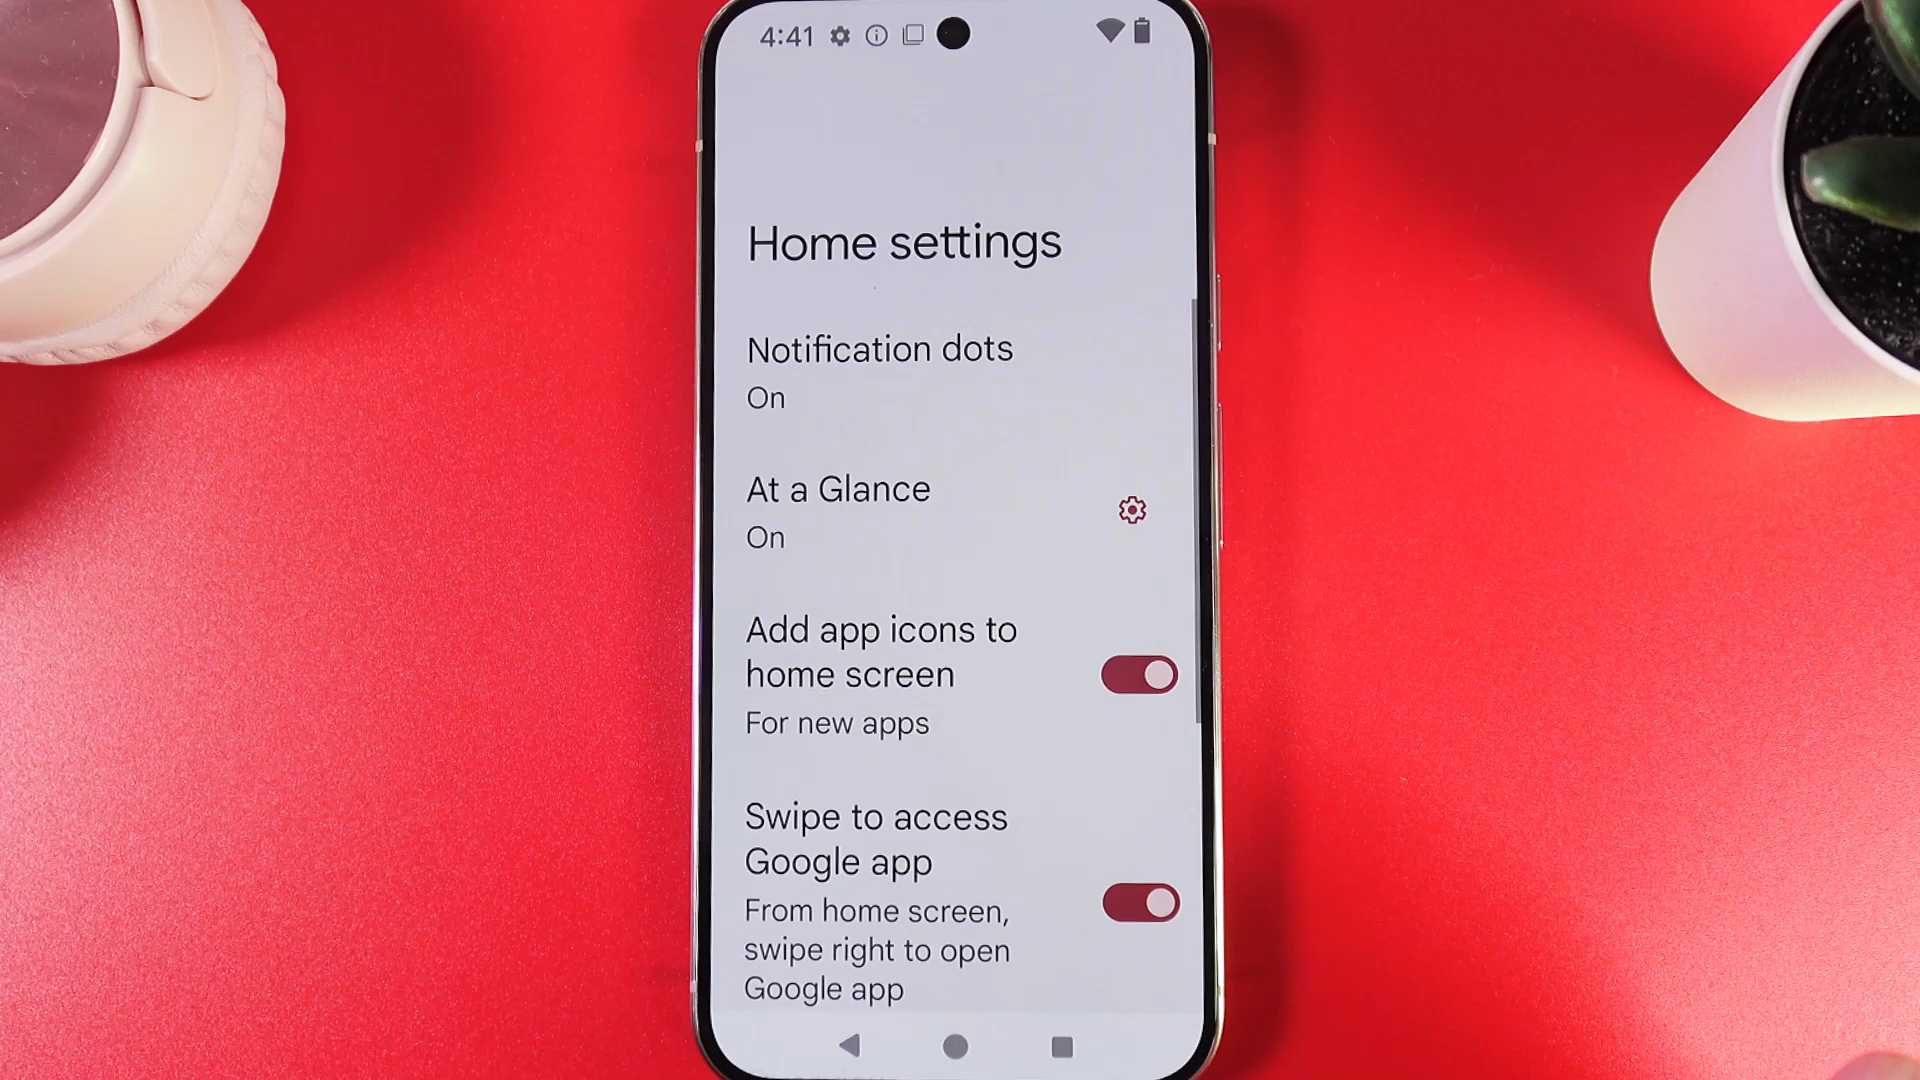 4:41
Home settings
Notification dots
On
At a Glance
On
Add app icons to
home screen
For new apps
Swipe to access
Google app
From home screen,
swipe right to open
Google app